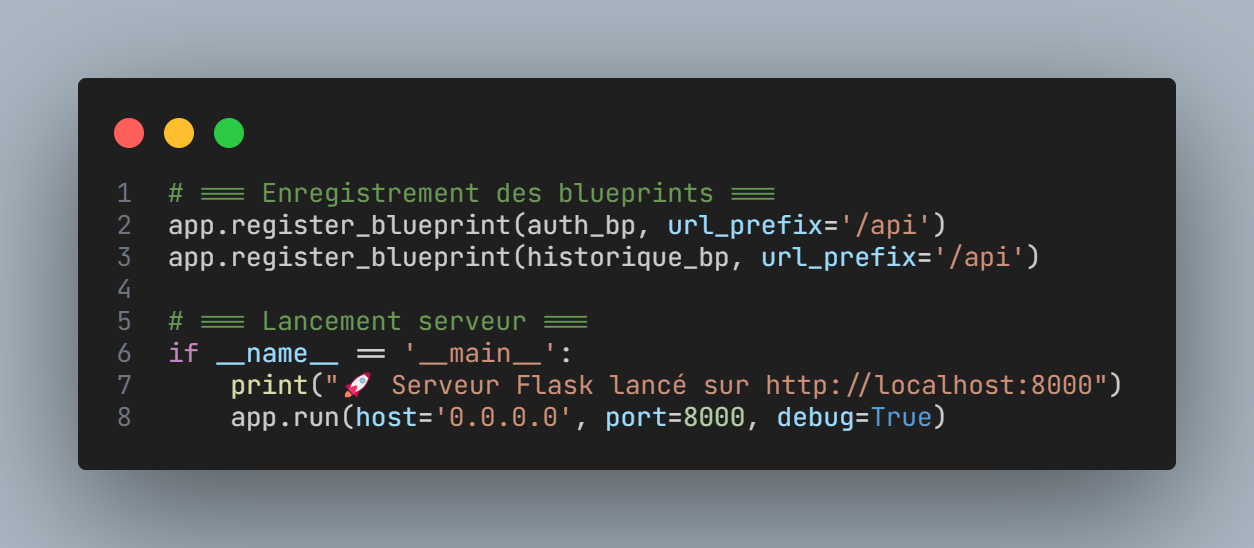 1 # === Enregistrement des blueprints ===
2 app.register_blueprint(auth_bp, url_prefix='/api')
3 app.register_blueprint(historique_bp, url_prefix='/api')
4
5 # === Lancement serveur ===
6 if __name__ == '__main__':
7     print("🚀 Serveur Flask lancé sur http://localhost:8000")
8     app.run(host='0.0.0.0', port=8000, debug=True)